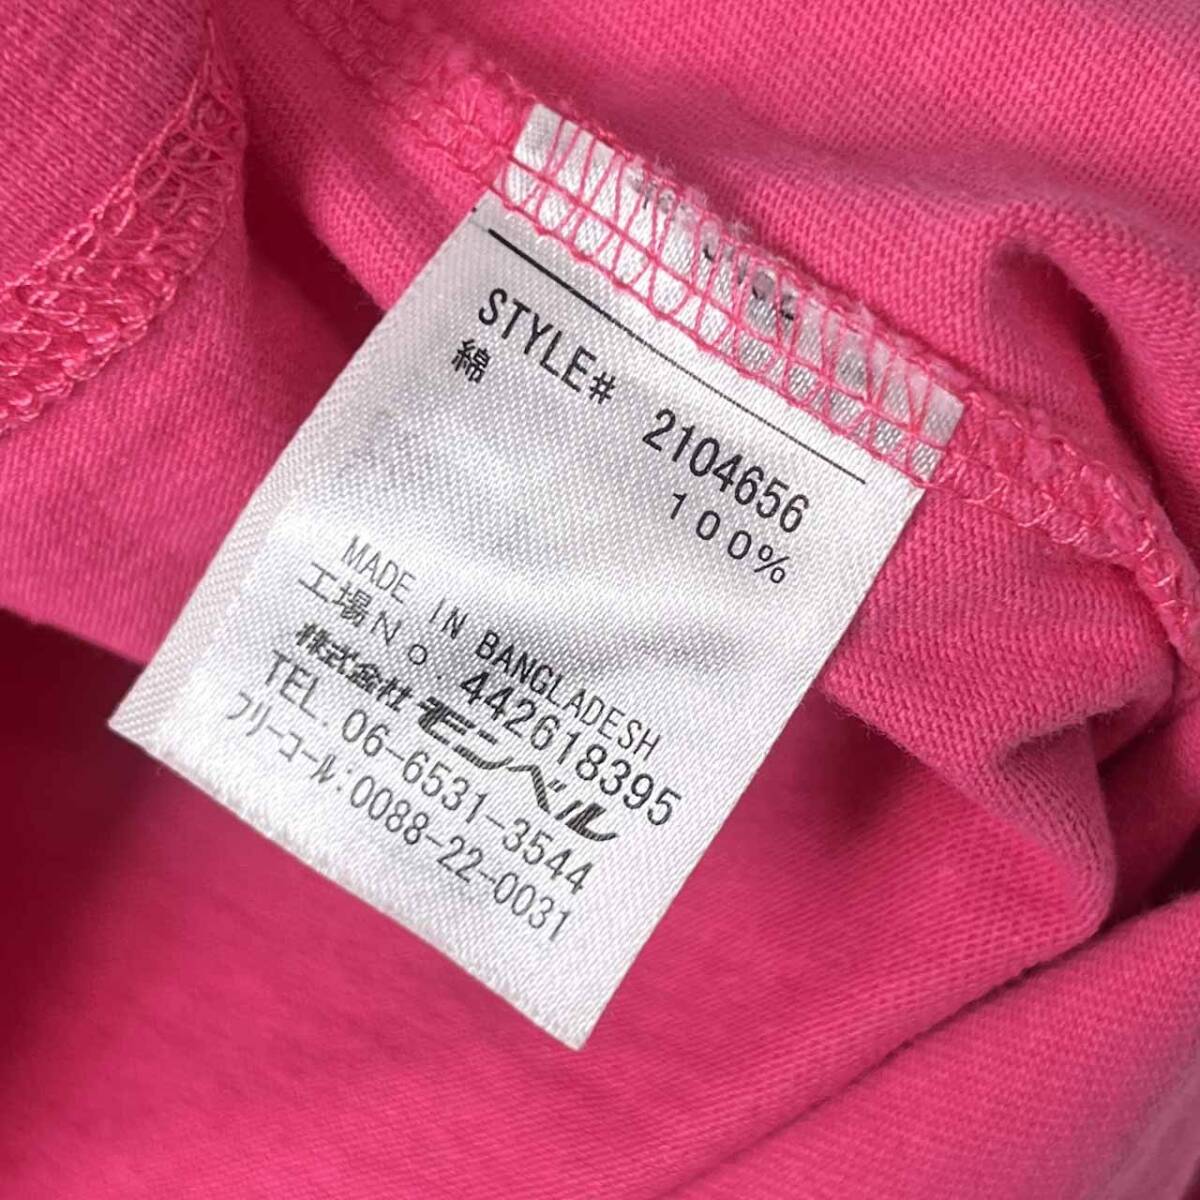 STYLE# 2104656
綿 100%
MADE IN BANGLADESH
工場No. 442618395
株式会社モンベル
TEL. 06-6531-3544
フリーコール:0088-22-0031